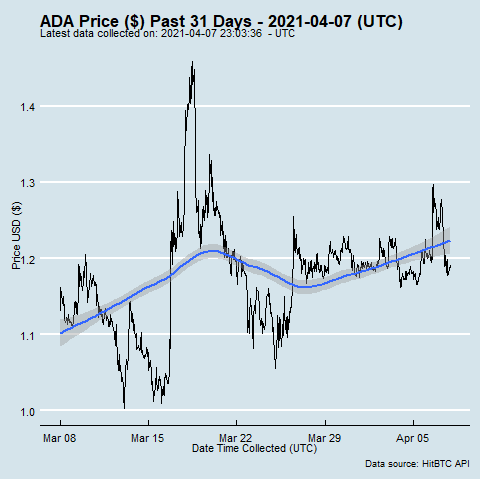 ADA Price ($) Past 31 Days - 2021-04-07 (UTC)
Latest data collected on: 2021-04-07 23:03:36 - UTC
Price USD ($)
1.4
1.3
1.2
1.1
1.0
Mar 08 Mar 15 Mar 22 Mar 29 Apr 05
Date Time Collected (UTC)
Data source: HitBTC API